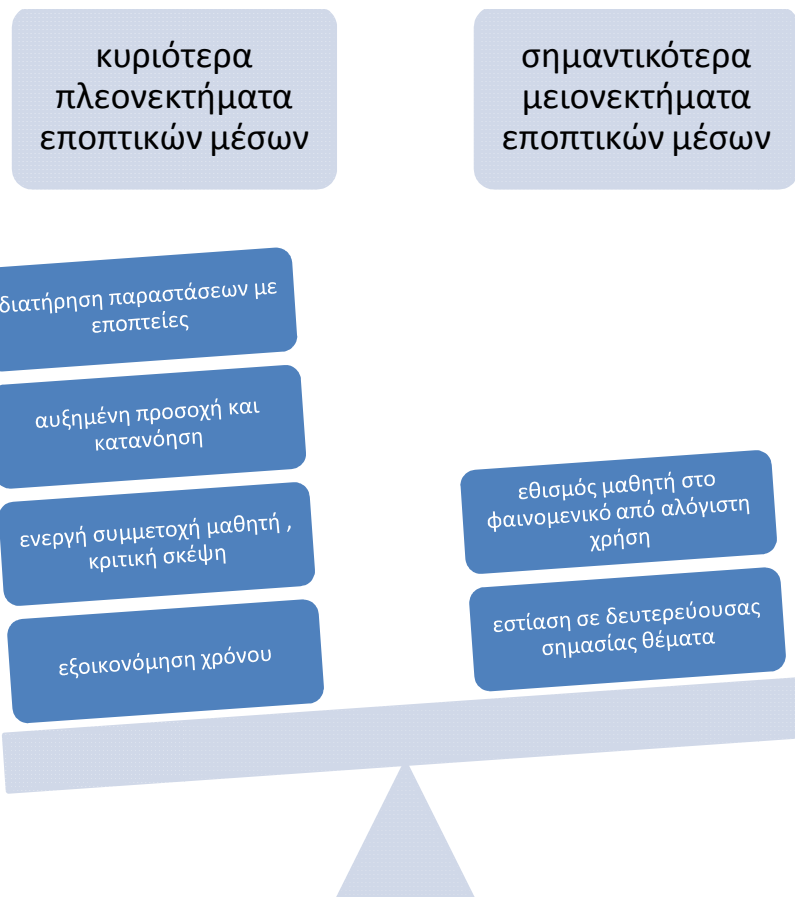 κυριότερα
πλεονεκτήματα
εποπτικών μέσων
σημαντικότερα
μειονεκτήματα
εποπτικών μέσων
διατήρηση παραστάσεων με
εποπτείες
αυξημένη προσοχή και
κατανόηση
ενεργή συμμετοχή μαθητή ,
κριτική σκέψη
εξοικονόμηση χρόνου
εθισμός μαθητή στο
φαινομενικό από αλόγιστη
χρήση
εστίαση σε δευτερεύουσας
σημασίας θέματα